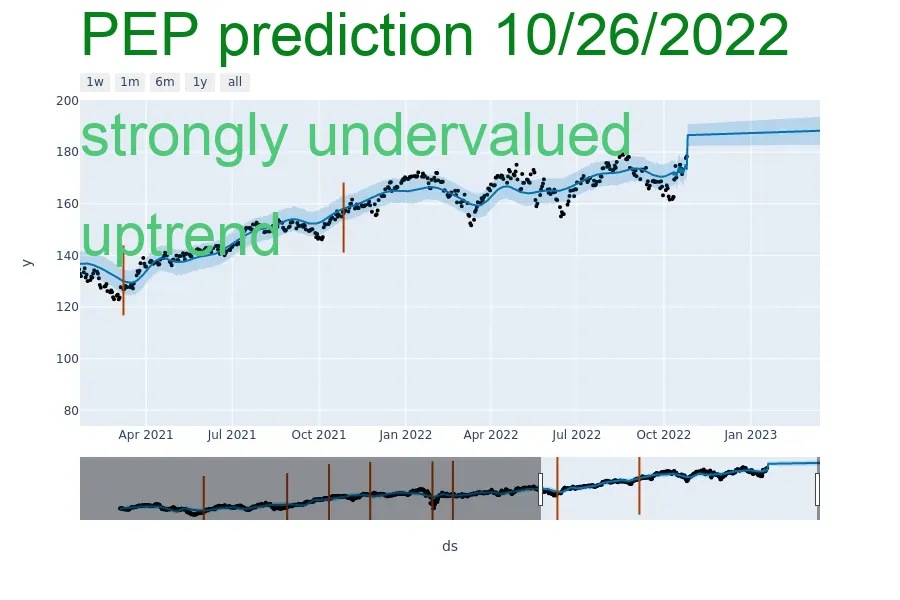 PEP prediction 10/26/2022
1w 1m 6m 1y all
200
strongly undervalued
180
160
uptrend
140
y
120
100
80
Apr 2021 Jul 2021 Oct 2021 Jan 2022 Apr 2022 Jul 2022 Oct 2022 Jan 2023
ds